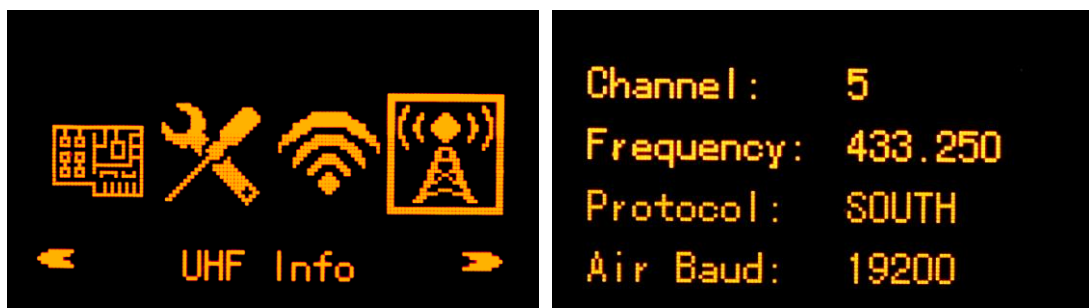 UHF Info
Channel: 5
Frequency: 433.250
Protocol: SOUTH
Air Baud: 19200